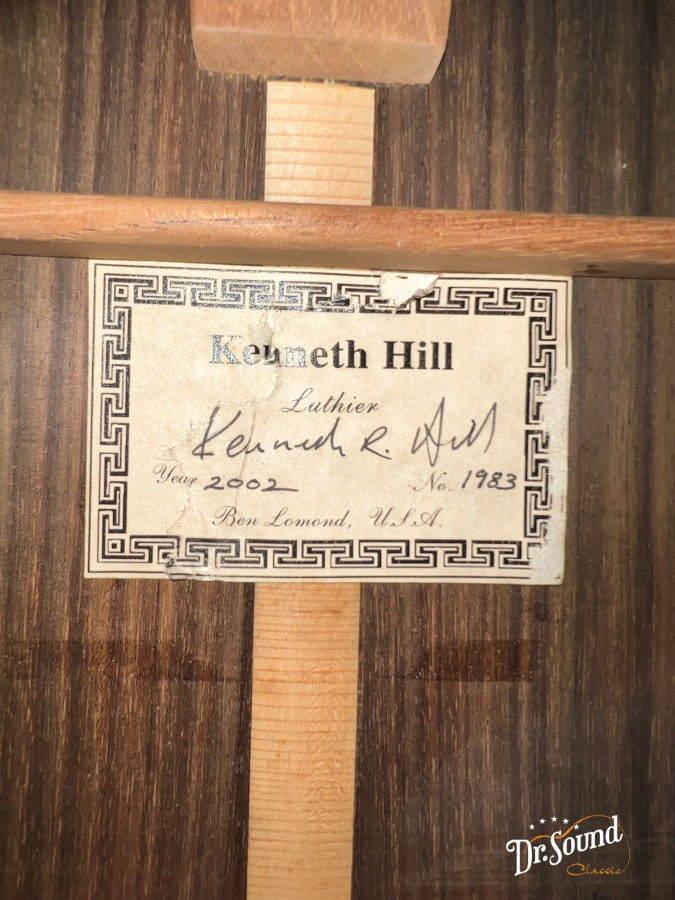 Kenneth Hill
Luthier
Kenneth R. Hill
Year 2002 No. 1983
Ben Lomond, U.S.A.
Dr. Sound
Classic